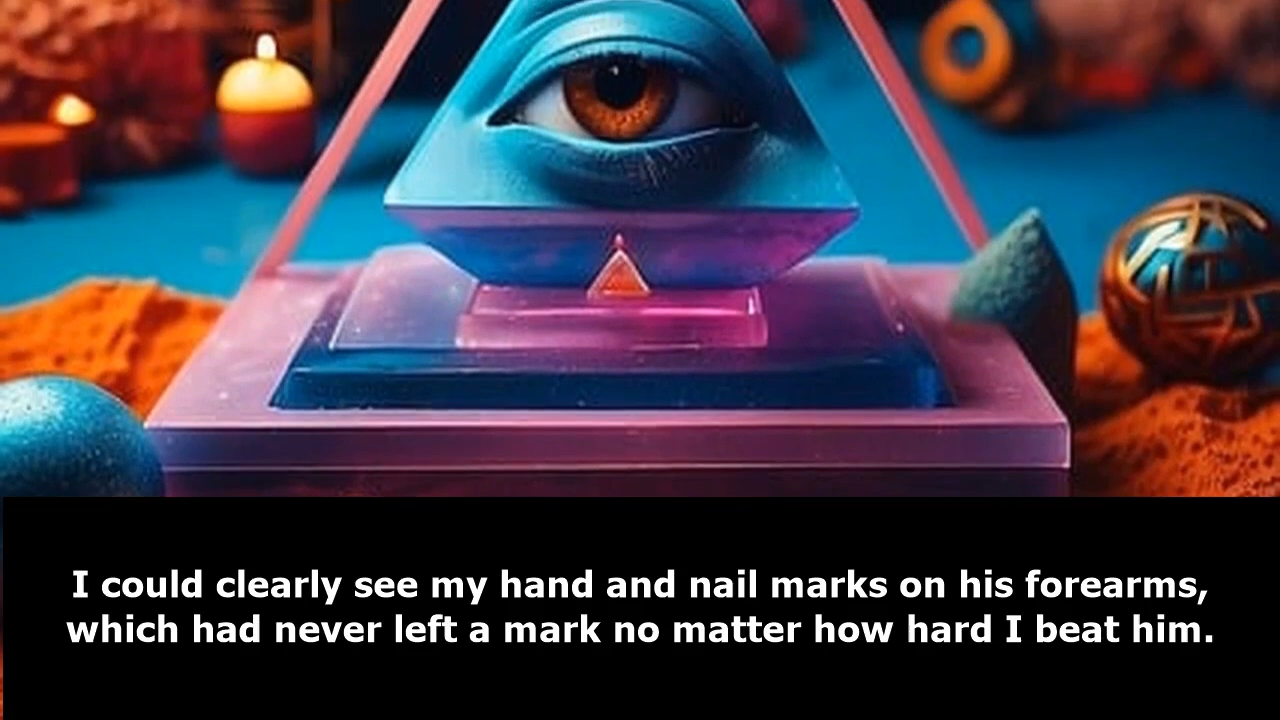 I could clearly see my hand and nail marks on his forearms,
which had never left a mark no matter how hard I beat him.